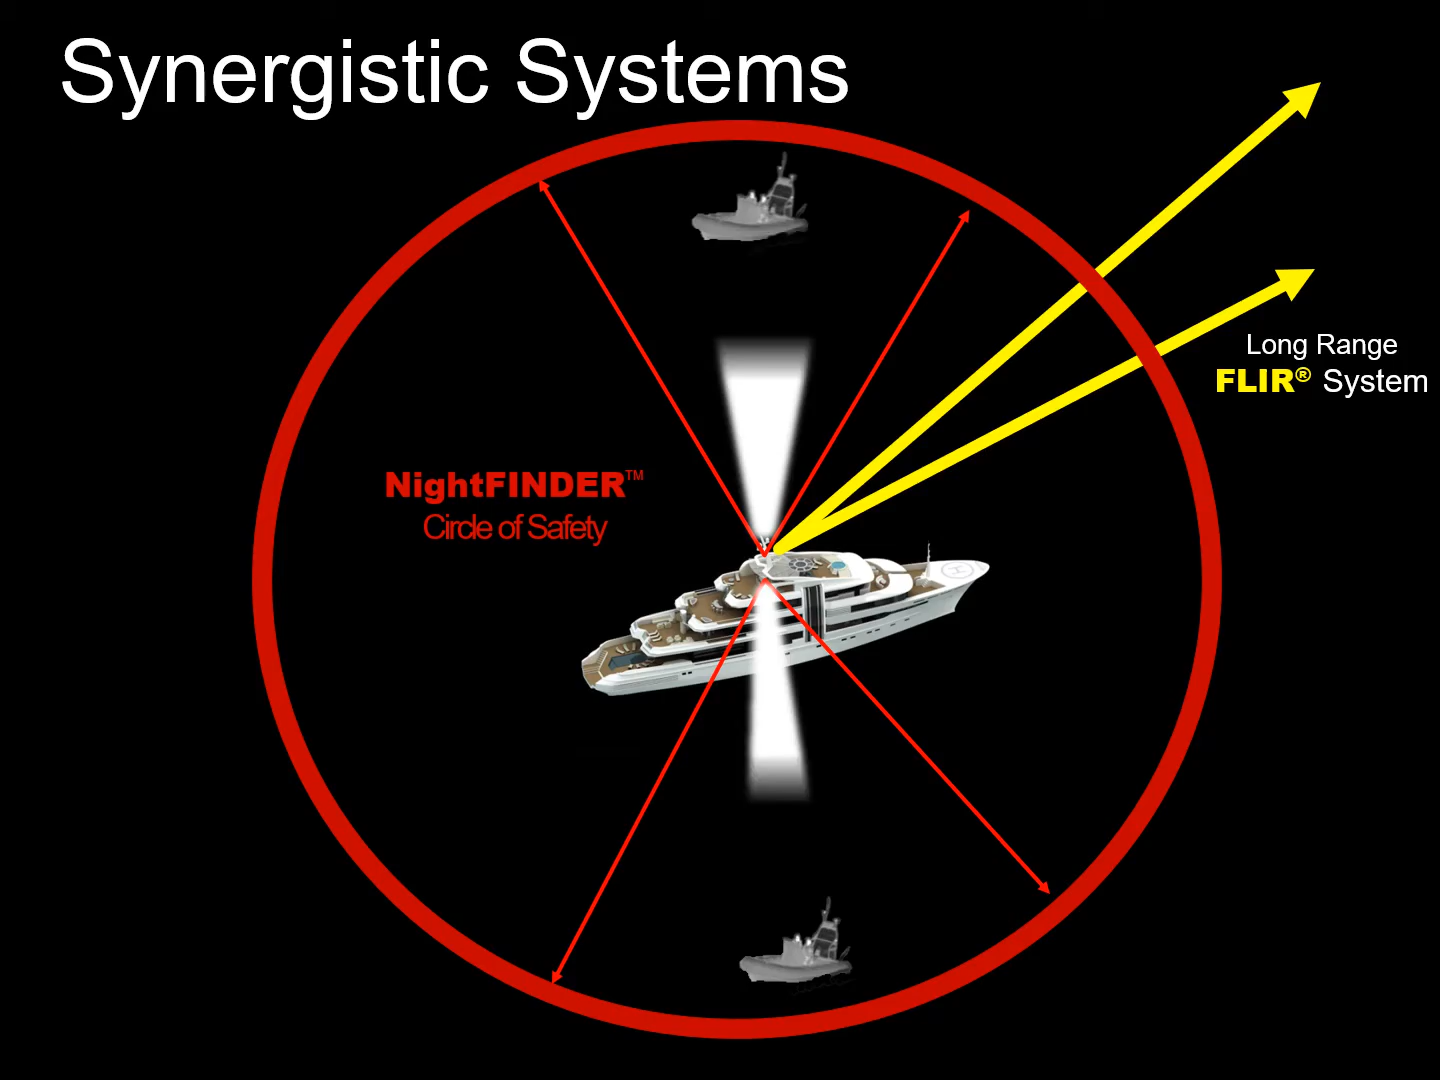 Synergistic Systems
Long Range
FLIR® System
NightFINDER™
Circle of Safety
H